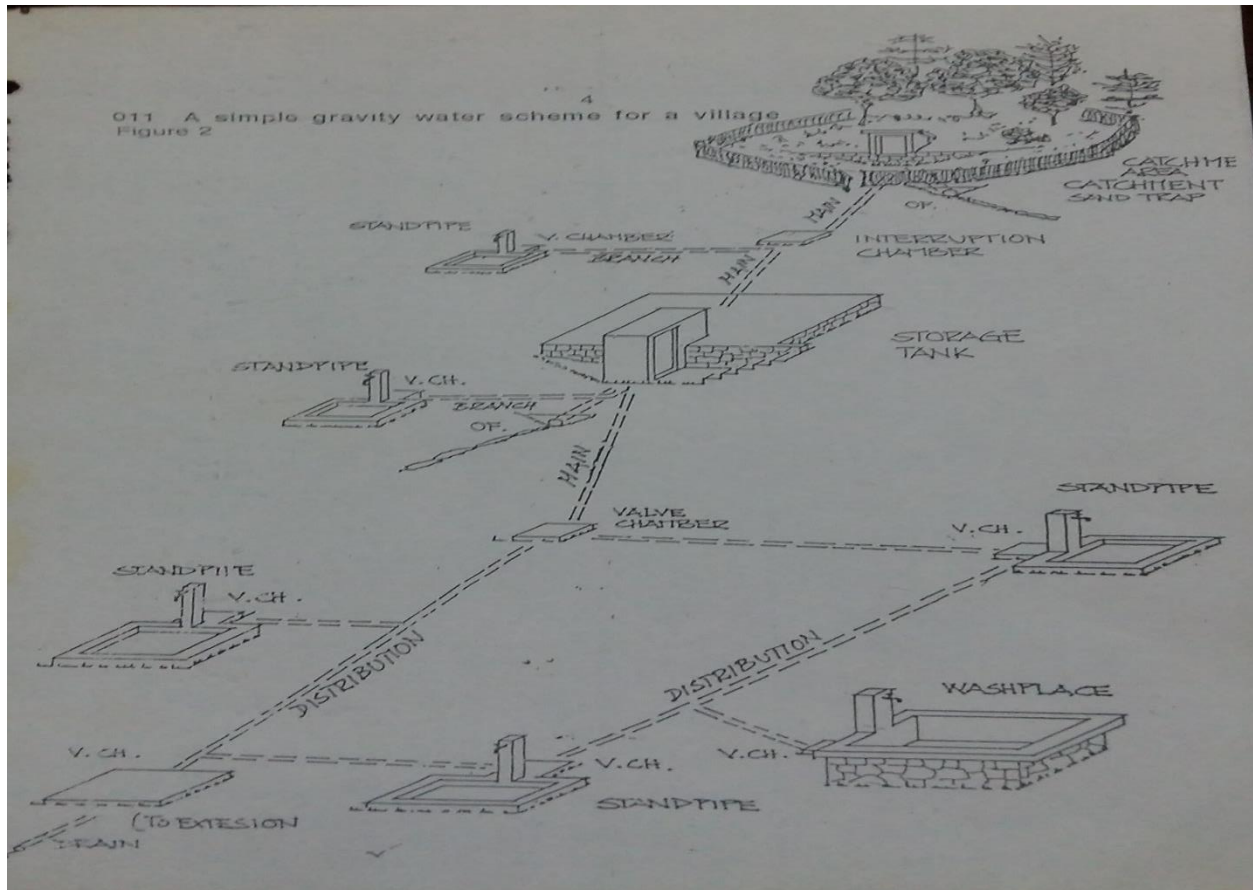 4
011 A simple gravity water scheme for a village
Figure 2
CATCHME
AREA
CATCHMENT
SAND TRAP
MAIN
OF.
STANDPIPE
V. CHAMBER
BRANCH
INTERRUPTION
CHAMBER
MAIN
STORAGE
TANK
STANDPIPE
V.CH.
BRANCH
OF.
MAIN
VALVE
CHAMBER
STANDPIPE
V.CH.
STANDPIPE
V.CH.
DISTRIBUTION
DISTRIBUTION
WASHPLACE
V.CH.
V.CH.
V.CH.
STANDPIPE
(TO EXTESION
DRAIN